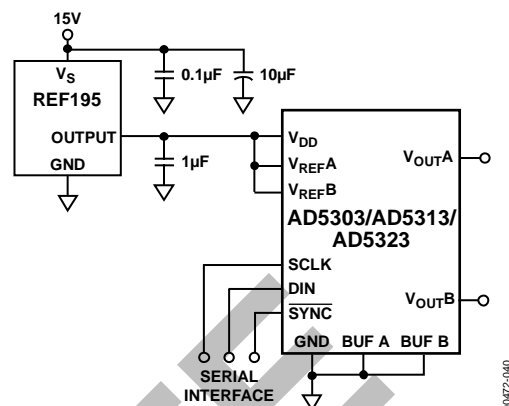 15V
VS
REF195
OUTPUT
GND
0.1µF
10µF
1µF
VDD
VREFA
VREFB
AD5303/AD5313/
AD5323
VOUTA
VOUTB
SCLK
DIN
SYNC
GND BUF A BUF B
SERIAL
INTERFACE
00472-040